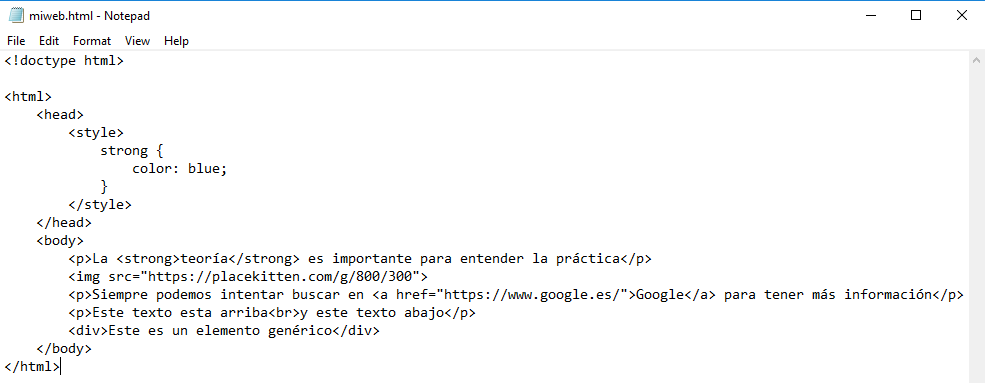 miweb.html - Notepad
File Edit Format View Help
<!doctype html>

<html>
    <head>
        <style>
            strong {
                color: blue;
            }
        </style>
    </head>
    <body>
        <p>La <strong>teoría</strong> es importante para entender la práctica</p>
        <img src="https://placekitten.com/g/800/300">
        <p>Siempre podemos intentar buscar en <a href="https://www.google.es/">Google</a> para tener más información</p>
        <p>Este texto esta arriba<br>y este texto abajo</p>
        <div>Este es un elemento genérico</div>
    </body>
</html>